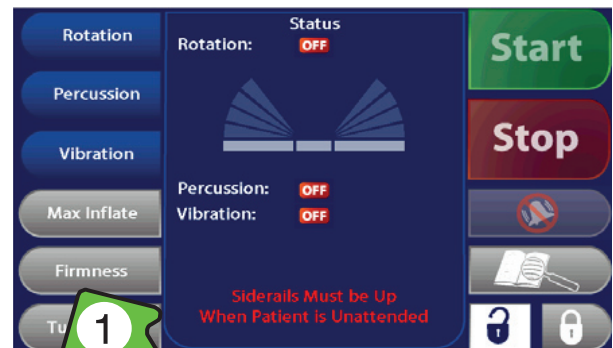 Rotation
Percussion
Vibration
Max Inflate
Firmness
1
Status
Rotation: OFF
Percussion: OFF
Vibration: OFF
Siderails Must be Up
When Patient is Unattended
Start
Stop